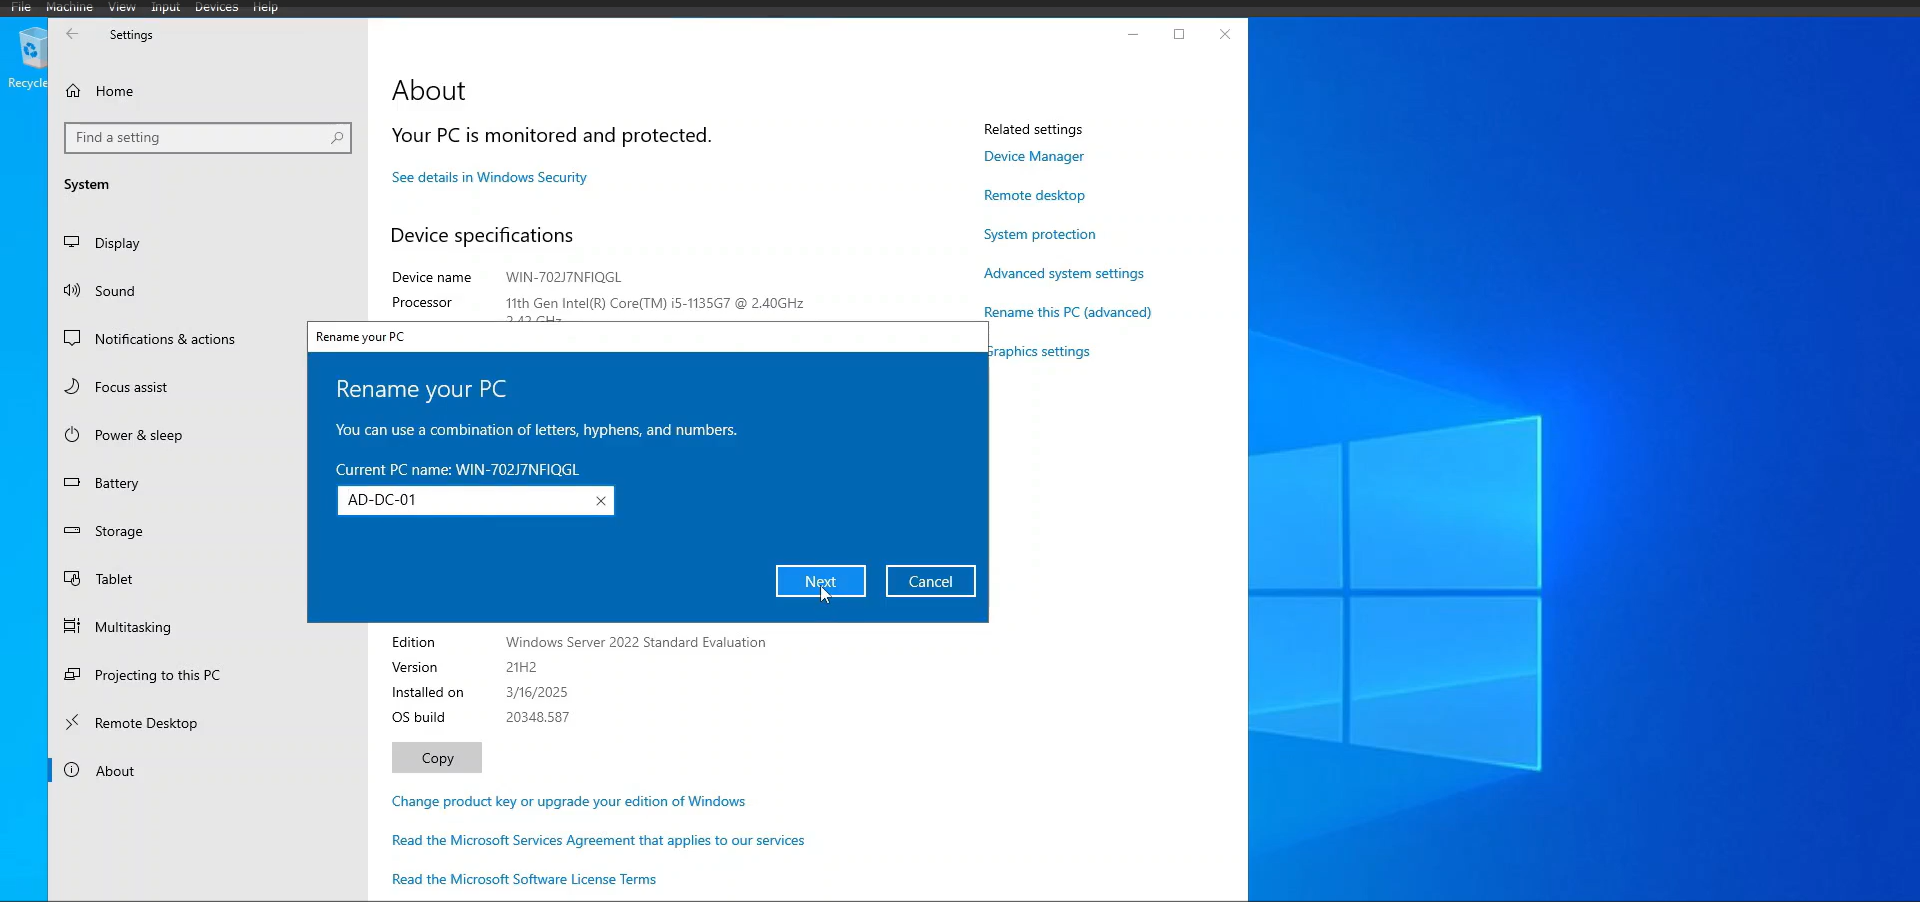 File Machine View Input Devices Help
Recycle
Settings
Home
Find a setting
System
Display
Sound
Notifications & actions
Focus assist
Power & sleep
Battery
Storage
Tablet
Multitasking
Projecting to this PC
Remote Desktop
About
About
Your PC is monitored and protected.
See details in Windows Security
Device specifications
Device name WIN-702J7NFIQGL
Processor 11th Gen Intel(R) Core(TM) i5-1135G7 @ 2.40GHz
2.42 GHz
Rename your PC
Rename your PC
You can use a combination of letters, hyphens, and numbers.
Current PC name: WIN-702J7NFIQGL
AD-DC-01
Next Cancel
Edition Windows Server 2022 Standard Evaluation
Version 21H2
Installed on 3/16/2025
OS build 20348.587
Copy
Change product key or upgrade your edition of Windows
Read the Microsoft Services Agreement that applies to our services
Read the Microsoft Software License Terms
Related settings
Device Manager
Remote desktop
System protection
Advanced system settings
Rename this PC (advanced)
Graphics settings